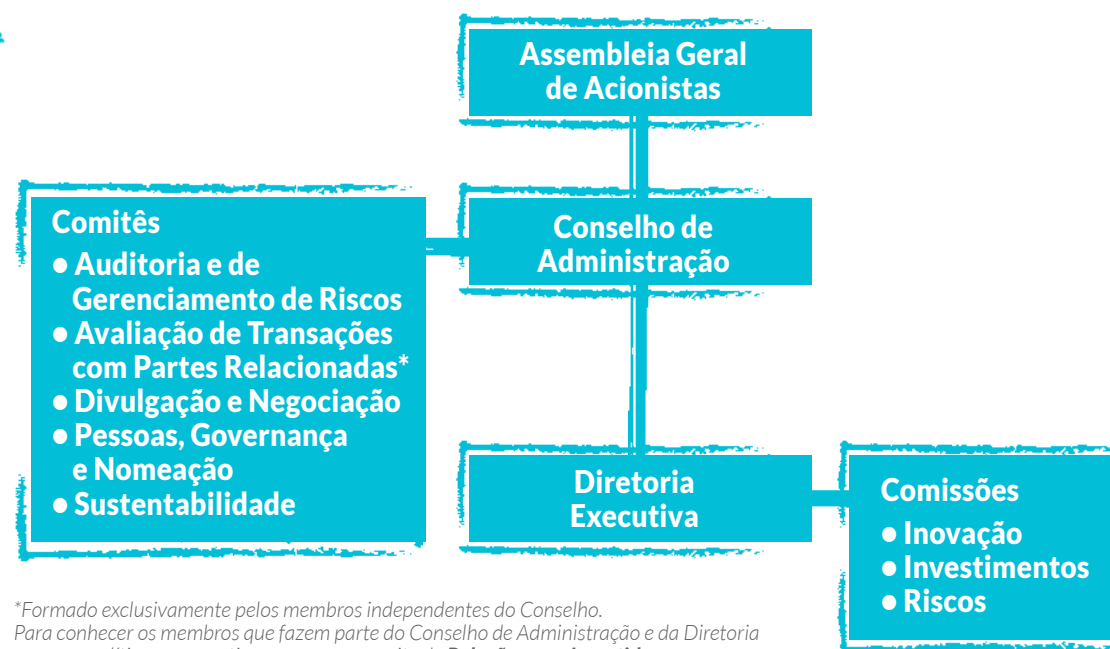 Assembleia Geral
de Acionistas
Comitês
● Auditoria e de
Gerenciamento de Riscos
● Avaliação de Transações
com Partes Relacionadas*
● Divulgação e Negociação
● Pessoas, Governança
e Nomeação
● Sustentabilidade
Conselho de
Administração
Diretoria
Executiva
Comissões
● Inovação
● Investimentos
● Riscos
*Formado exclusivamente pelos membros independentes do Conselho.
Para conhecer os membros que fazem parte do Conselho de Administração e da Diretoria